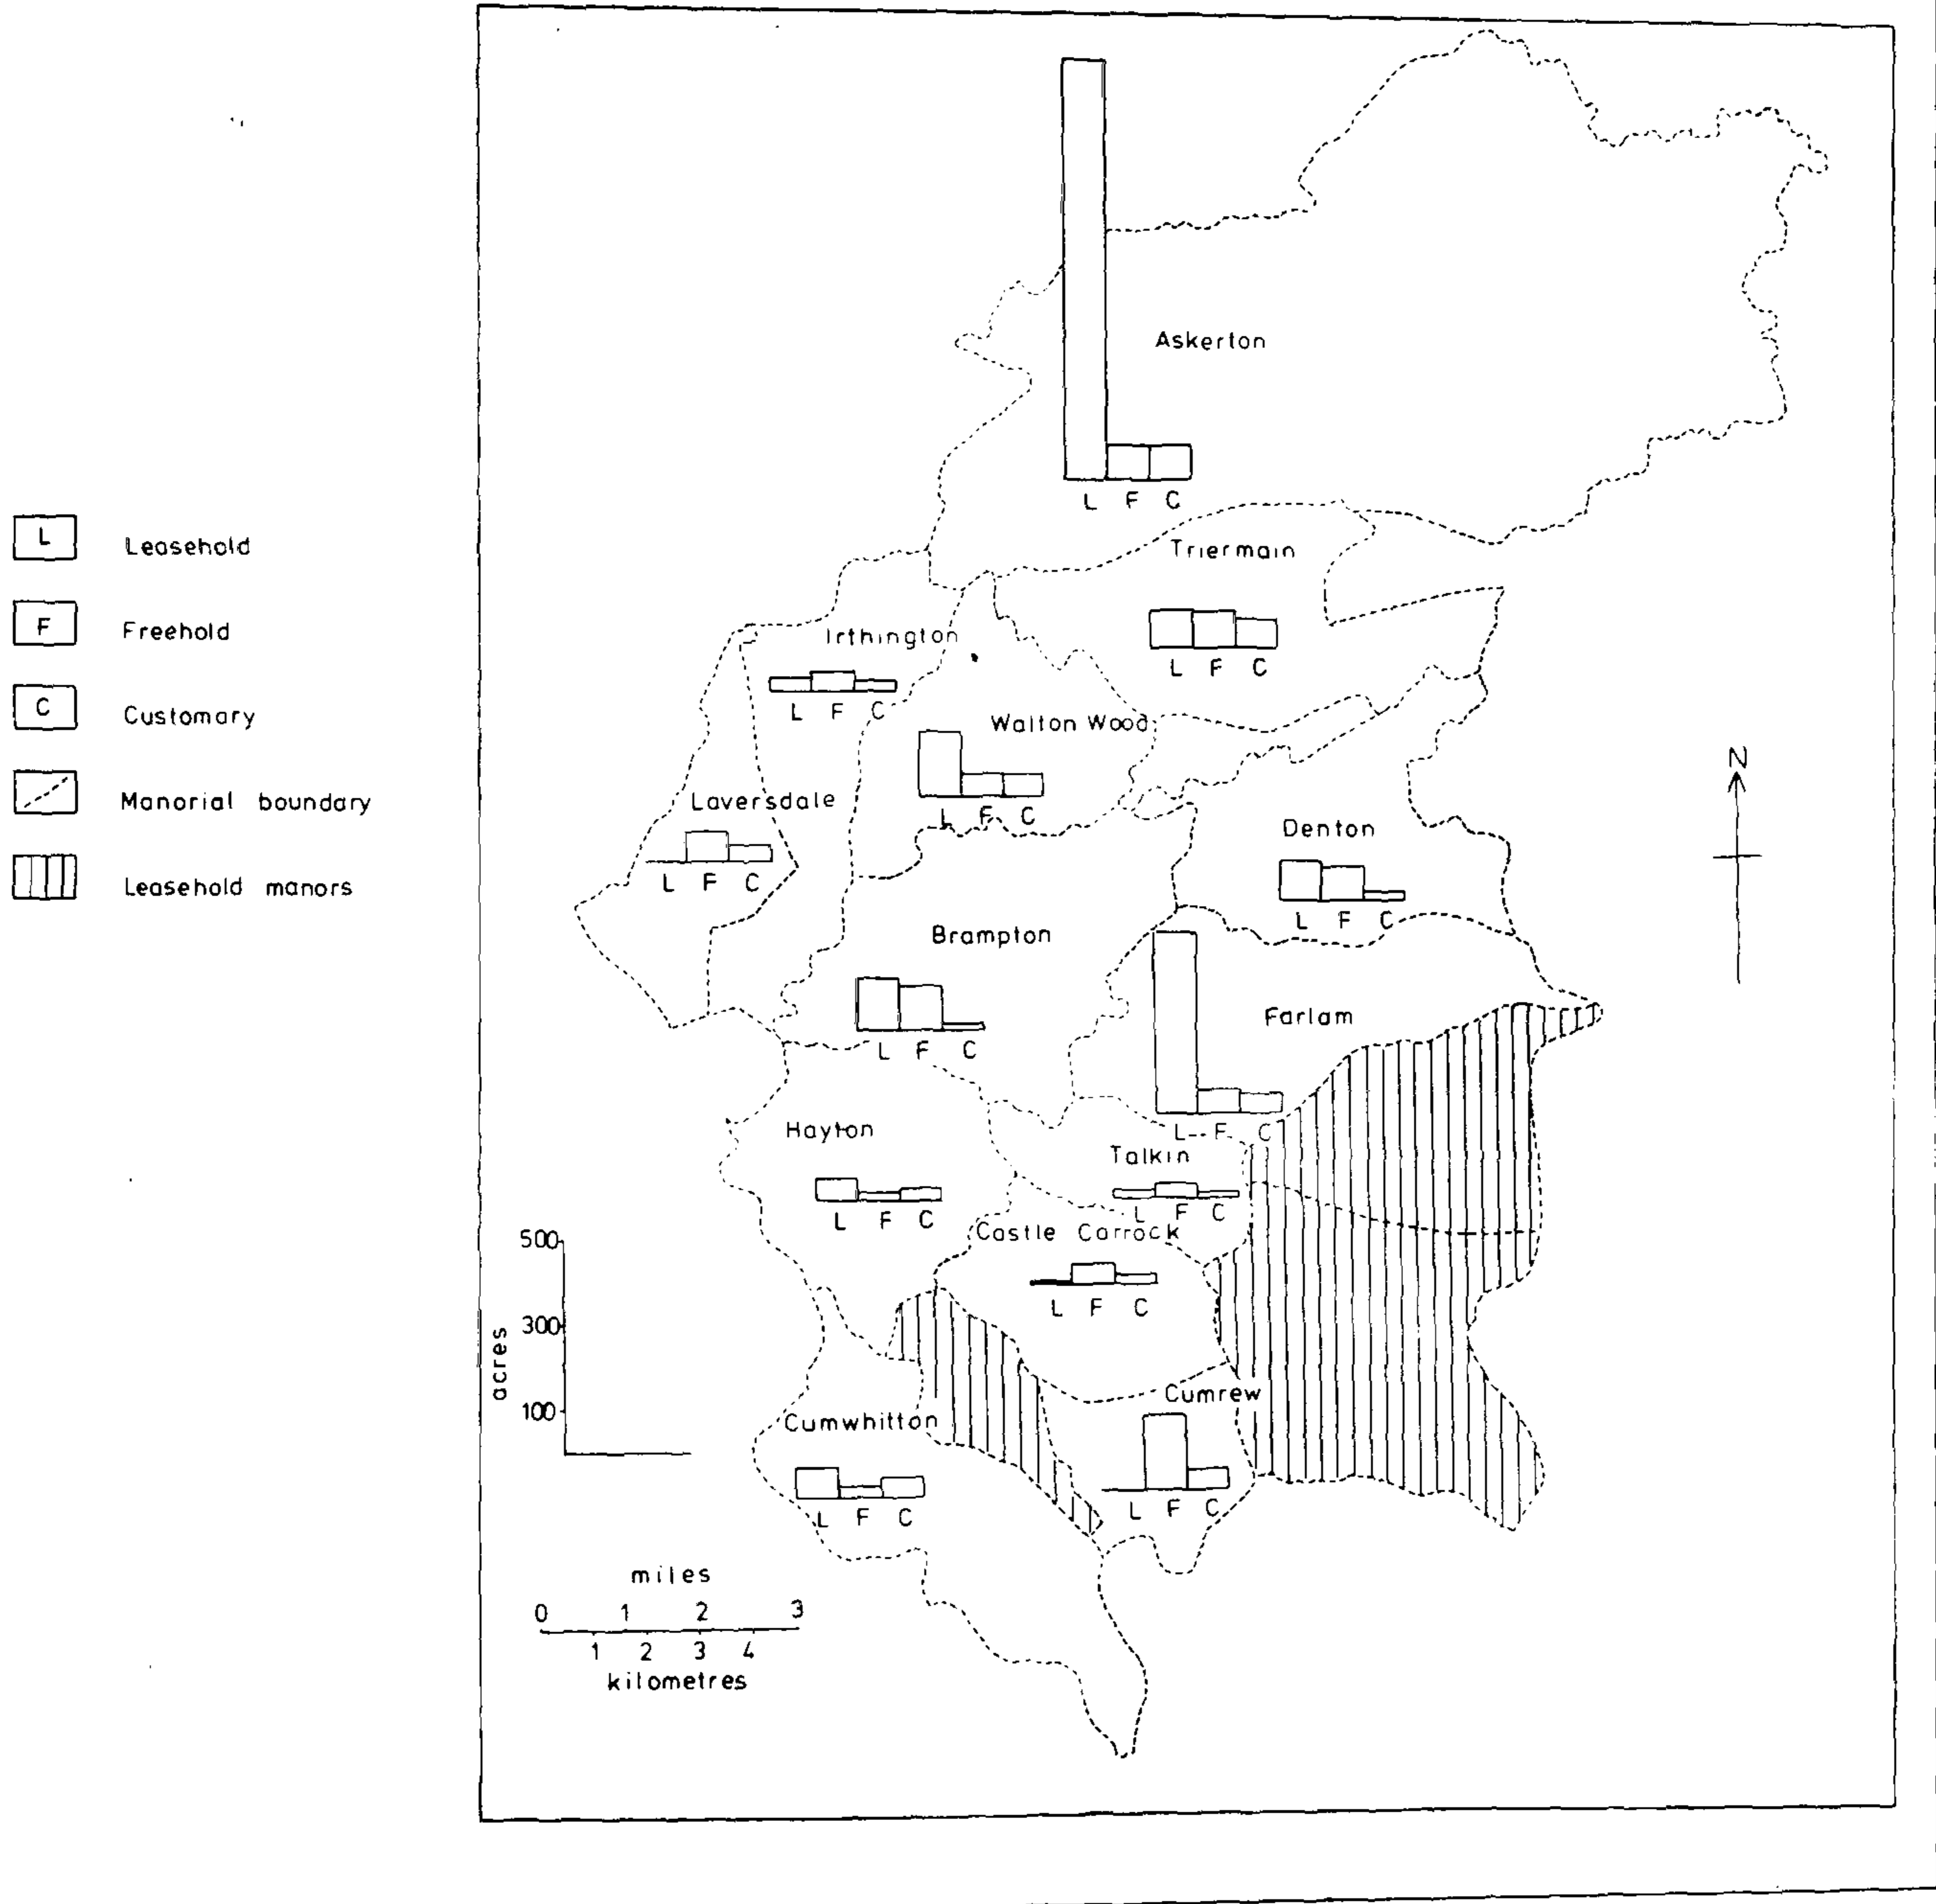 L Leasehold
F Freehold
C Customary
Manorial boundary
Leasehold manors
Askerton
L F C
Triermain
L F C
Irthington
L F C
Walton Wood
L F C
Laversdale
L F C
N
Denton
L F C
Brampton
L F C
Farlam
L F C
Hayton
L F C
Talkin
L F C
Castle Carrock
L F C
Cumrew
L F C
Cumwhitton
L F C
500
300
100
acres
miles
0 1 2 3
1 2 3 4
kilometres